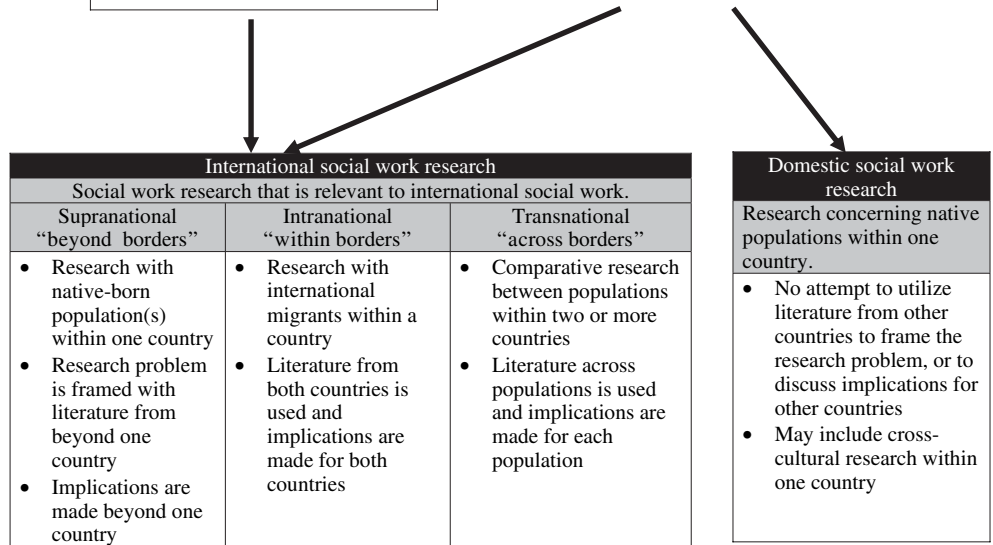 International social work research
Social work research that is relevant to international social work.
Supranational
“beyond borders”
• Research with
native-born
population(s)
within one country
• Research problem
is framed with
literature from
beyond one
country
• Implications are
made beyond one
country
Intranational
“within borders”
• Research with
international
migrants within a
country
• Literature from
both countries is
used and
implications are
made for both
countries
Transnational
“across borders”
• Comparative research
between populations
within two or more
countries
• Literature across
populations is used
and implications are
made for each
population
Domestic social work
research
Research concerning native
populations within one
country.
• No attempt to utilize
literature from other
countries to frame the
research problem, or to
discuss implications for
other countries
• May include cross-
cultural research within
one country